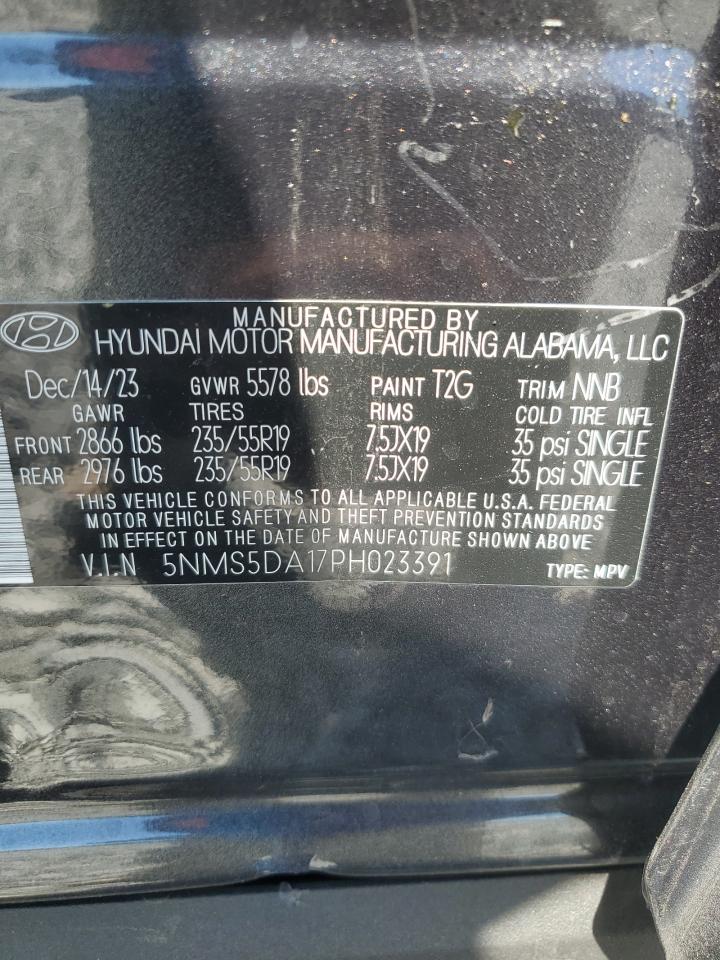 MANUFACTURED BY
HYUNDAI MOTOR MANUFACTURING ALABAMA, LLC
Dec/14/23 GVWR 5578 lbs PAINT T2G TRIM NNB
GAWR TIRES RIMS COLD TIRE INFL
FRONT 2866 lbs 235/55R19 7.5JX19 35 psi SINGLE
REAR 2976 lbs 235/55R19 7.5JX19 35 psi SINGLE
THIS VEHICLE CONFORMS TO ALL APPLICABLE U.S.A. FEDERAL
MOTOR VEHICLE SAFETY AND THEFT PREVENTION STANDARDS
IN EFFECT ON THE DATE OF MANUFACTURE SHOWN ABOVE
V.I.N 5NMS5DA17PH023391 TYPE: MPV